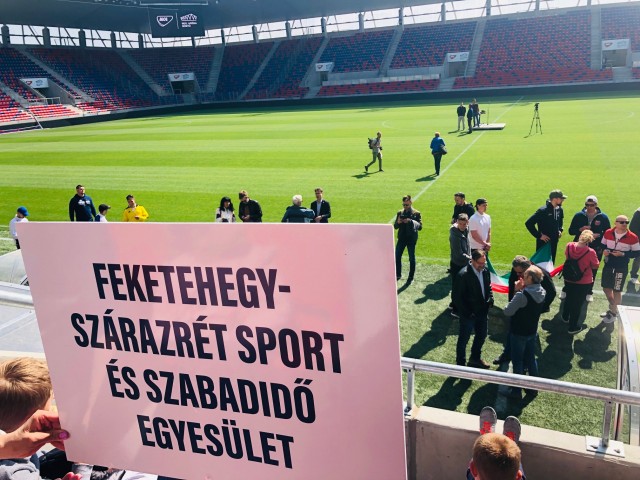 FEKETEHEGY-
SZÁRAZRÉT SPORT
ÉS SZABADIDŐ
EGYESÜLET